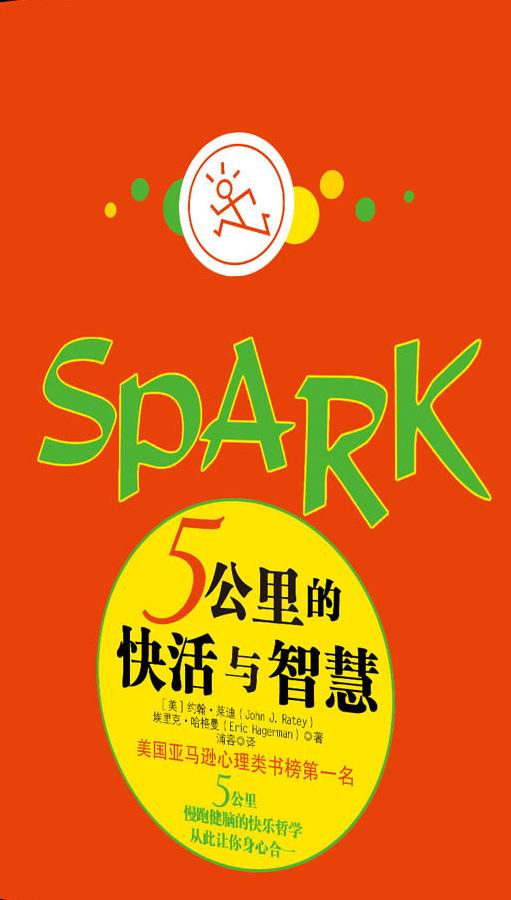 SPARK
5公里的
快活与智慧
[美]约翰·莱迪(John J. Ratey)
埃里克·哈格曼(Eric Hagerman)◎著
浦容◎译
美国亚马逊心理类书榜第一名
5公里
慢跑健脑的快乐哲学
从此让你身心合一